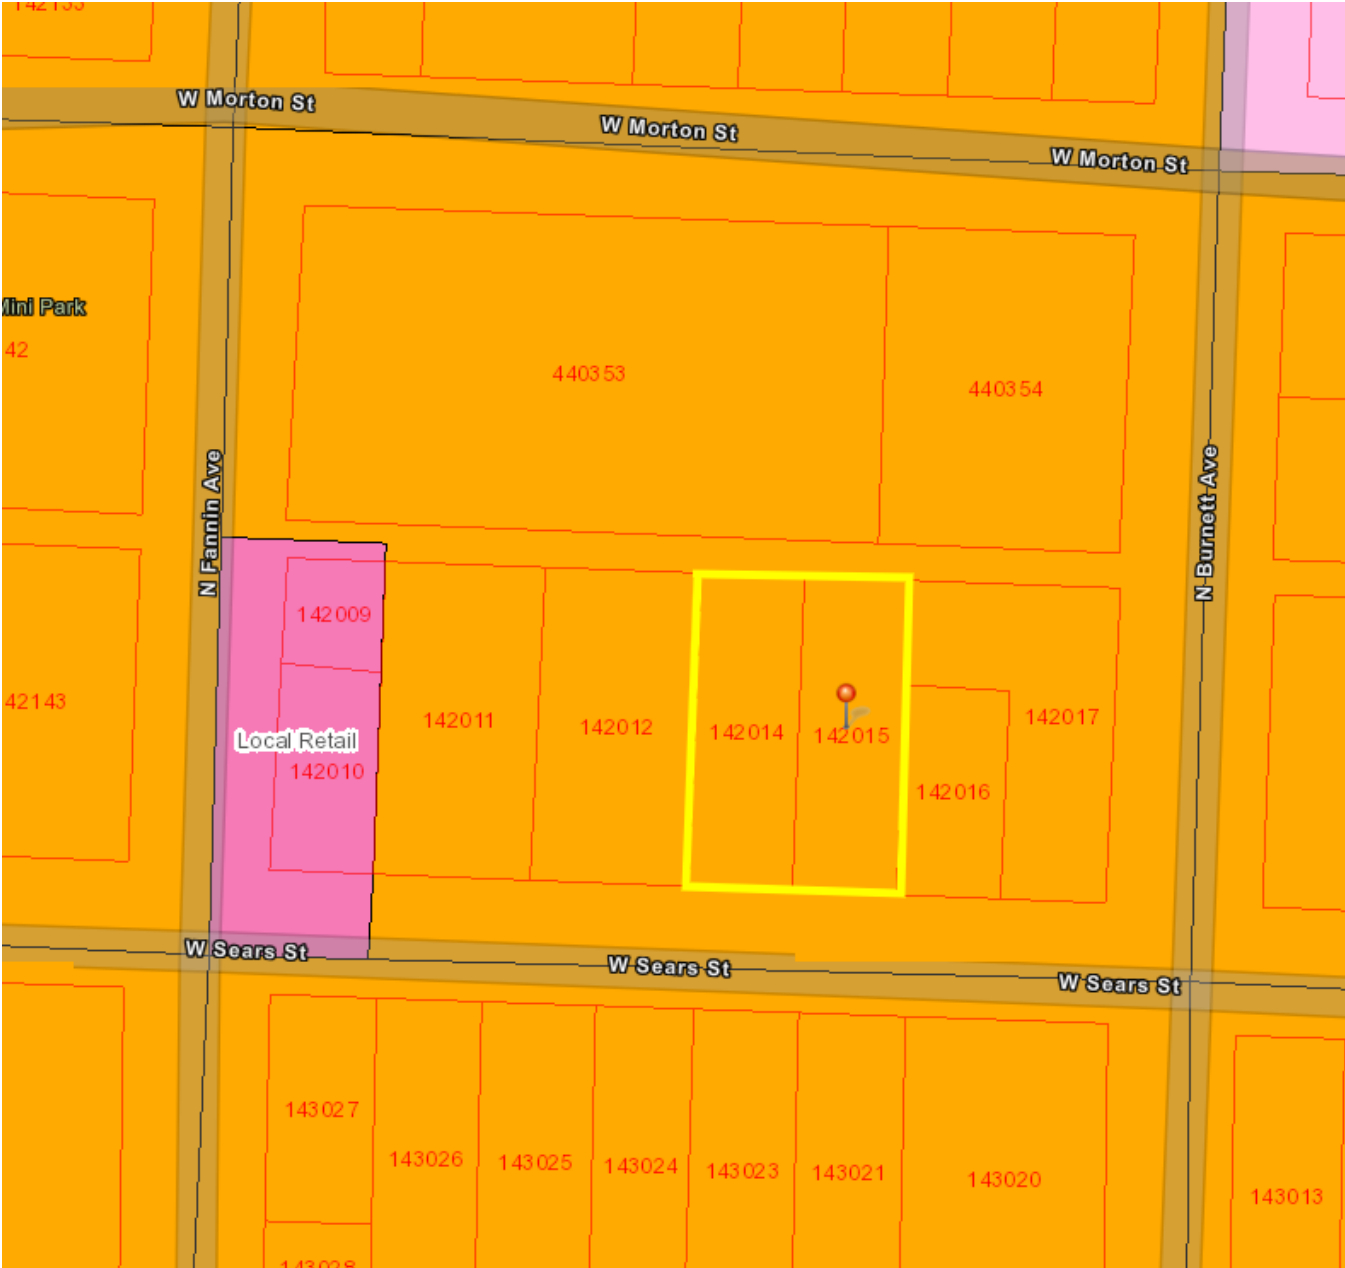 W Morton St
W Morton St
W Morton St
Mini Park
42
440353
440354
N Fannin Ave
N Burnett Ave
142009
42143
142011
142012
142014
142015
142017
Local Retail
142010
142016
W Sears St
W Sears St
W Sears St
143027
143026
143025
143024
143023
143021
143020
143013